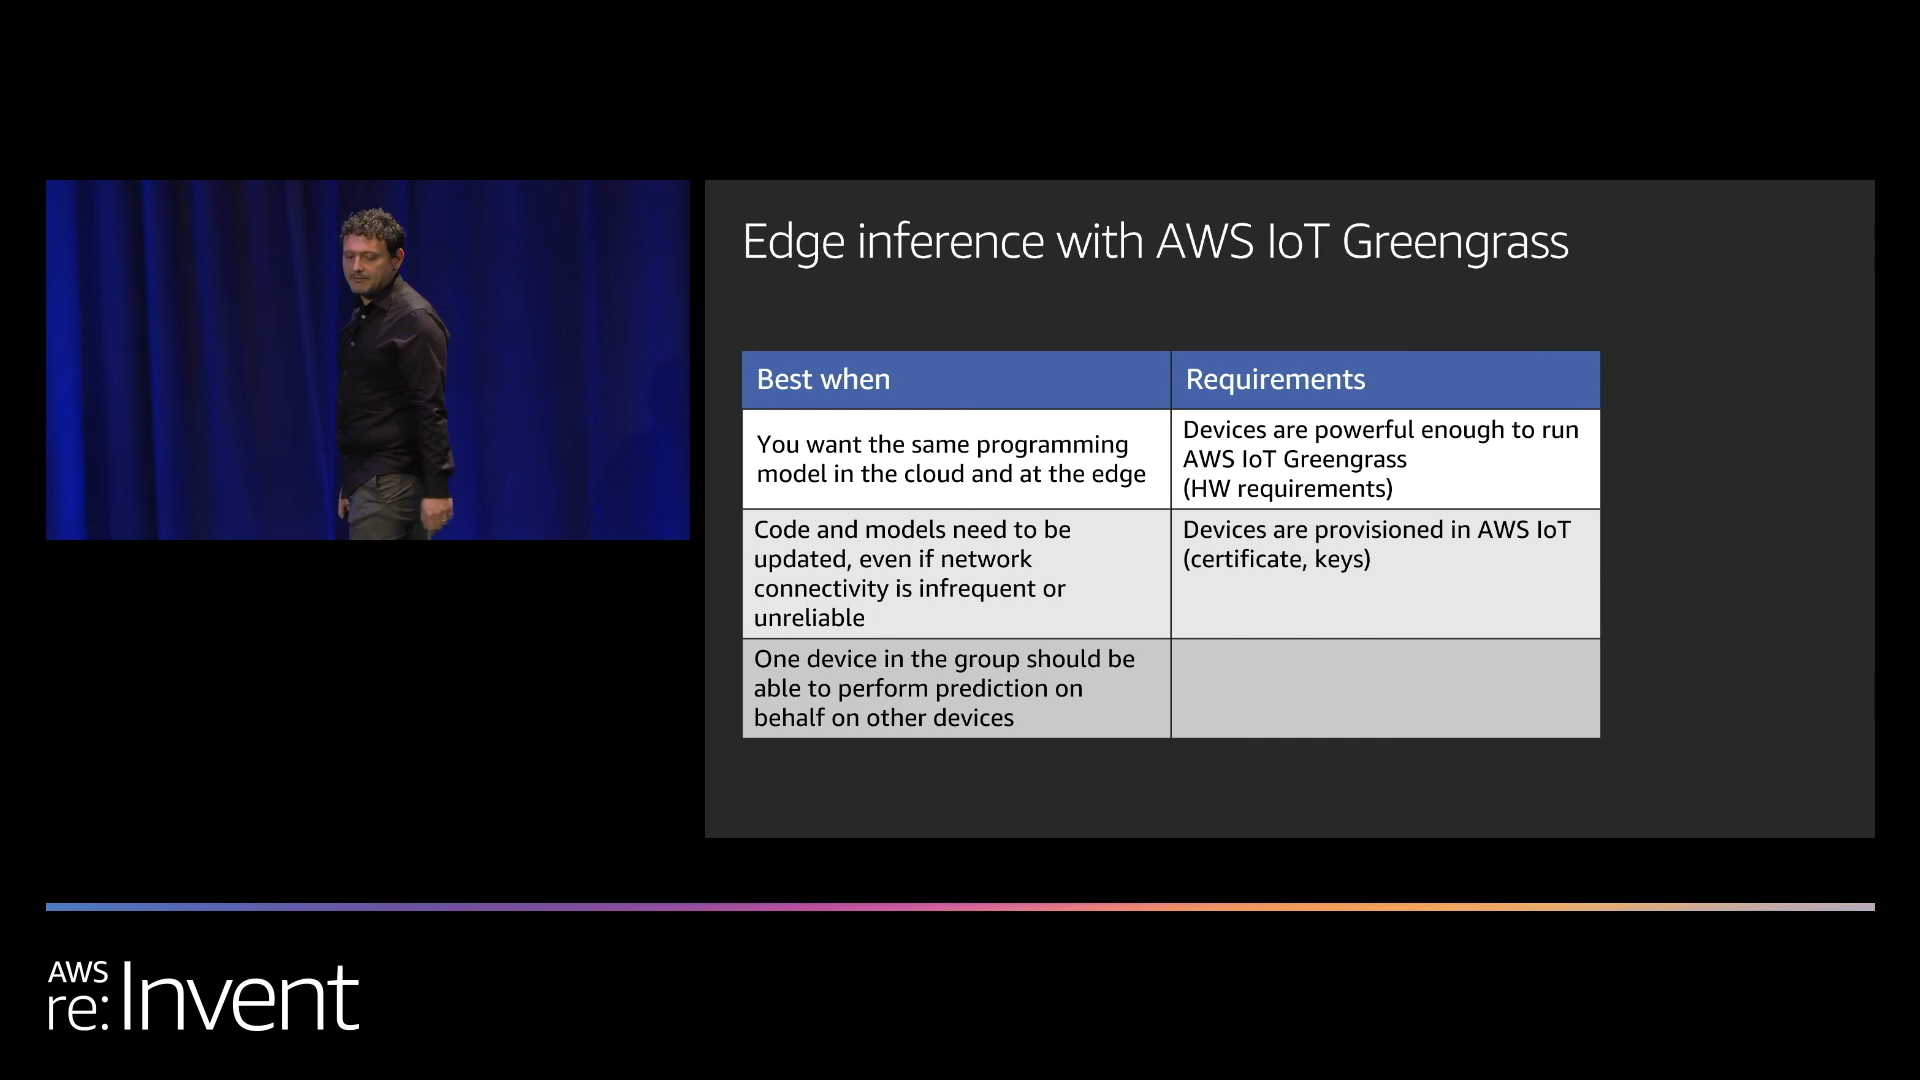 Edge inference with AWS IoT Greengrass
Best when
Requirements
You want the same programming
model in the cloud and at the edge
Devices are powerful enough to run
AWS IoT Greengrass
(HW requirements)
Code and models need to be
updated, even if network
connectivity is infrequent or
unreliable
Devices are provisioned in AWS IoT
(certificate, keys)
One device in the group should be
able to perform prediction on
behalf on other devices
AWS
re:Invent